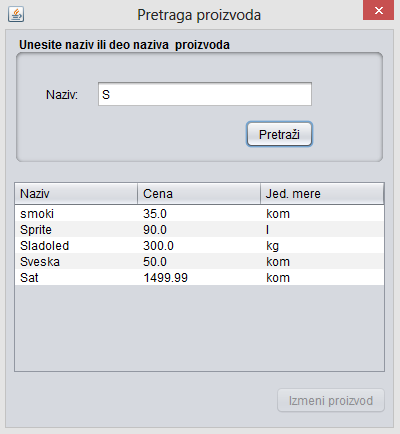 Pretraga proizvoda
Unesite naziv ili deo naziva proizvoda
Naziv: S
Pretraži
Naziv Cena Jed. mere
smoki 35.0 kom
Sprite 90.0 l
Sladoled 300.0 kg
Sveska 50.0 kom
Sat 1499.99 kom
Izmeni proizvod